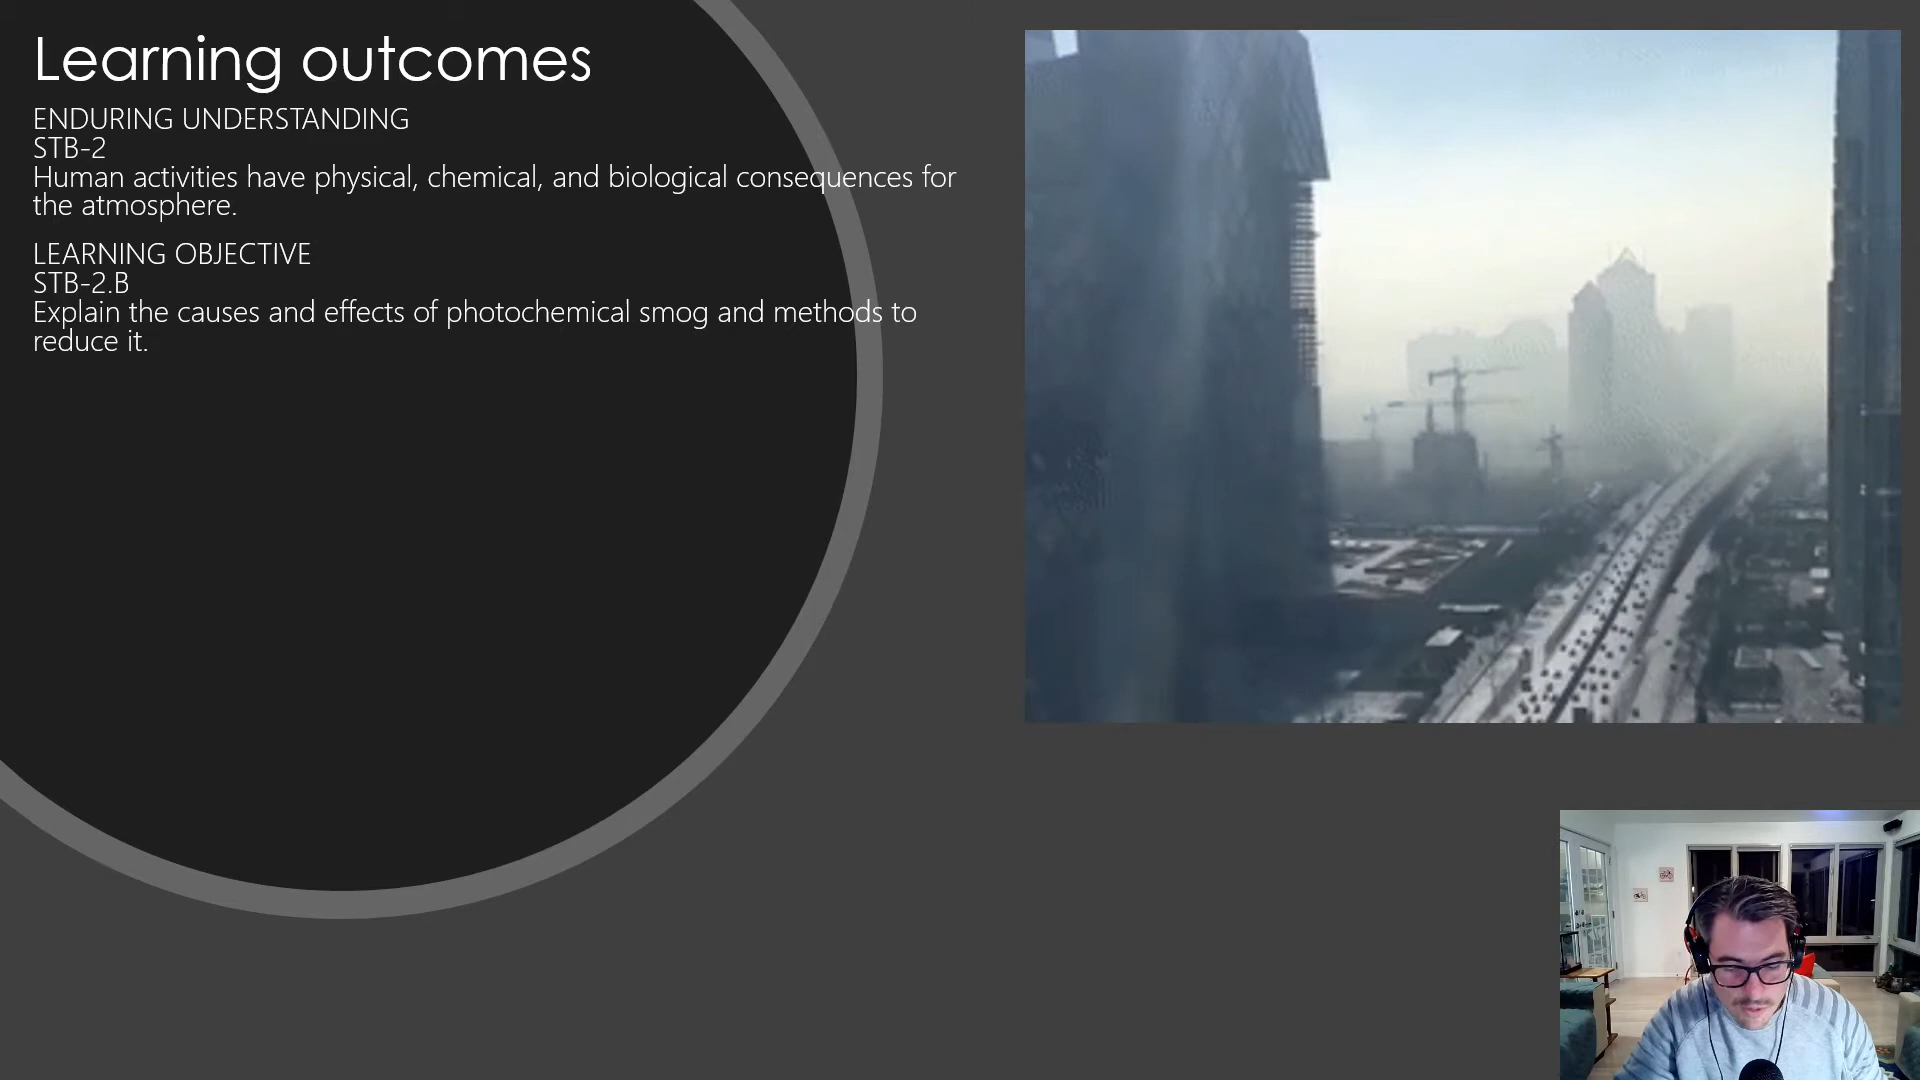 Learning outcomes
ENDURING UNDERSTANDING
STB-2
Human activities have physical, chemical, and biological consequences for
the atmosphere.
LEARNING OBJECTIVE
STB-2.B
Explain the causes and effects of photochemical smog and methods to
reduce it.